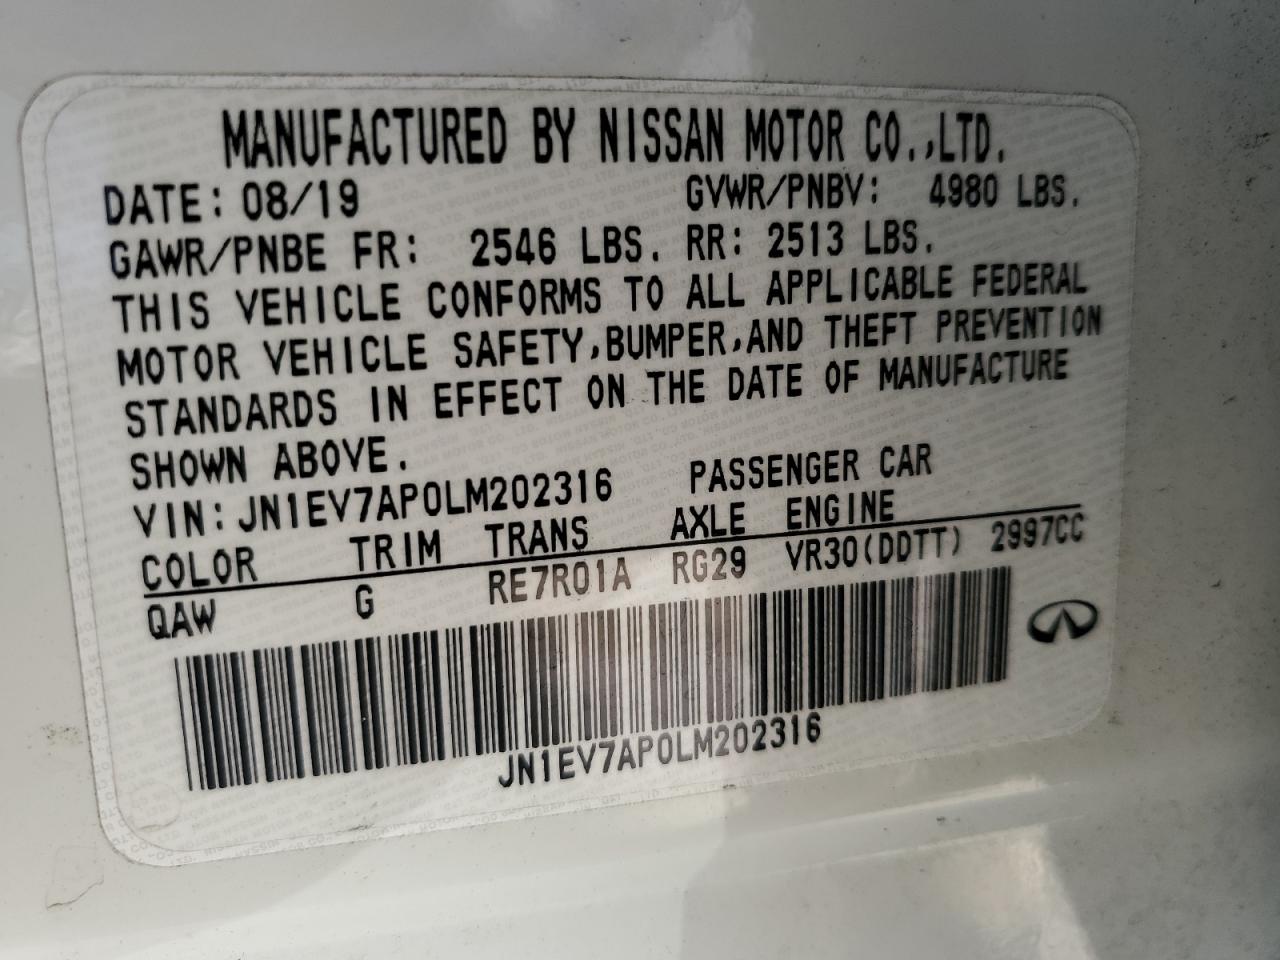 MANUFACTURED BY NISSAN MOTOR CO.,LTD.
DATE: 08/19 GVWR/PNBV: 4980 LBS.
GAWR/PNBE FR: 2546 LBS. RR: 2513 LBS.
THIS VEHICLE CONFORMS TO ALL APPLICABLE FEDERAL
MOTOR VEHICLE SAFETY,BUMPER,AND THEFT PREVENTION
STANDARDS IN EFFECT ON THE DATE OF MANUFACTURE
SHOWN ABOVE.
VIN: JN1EV7AP0LM202316 PASSENGER CAR
COLOR TRIM TRANS AXLE ENGINE
QAW G RE7R01A RG29 VR30(DDTT) 2997CC
JN1EV7AP0LM202316